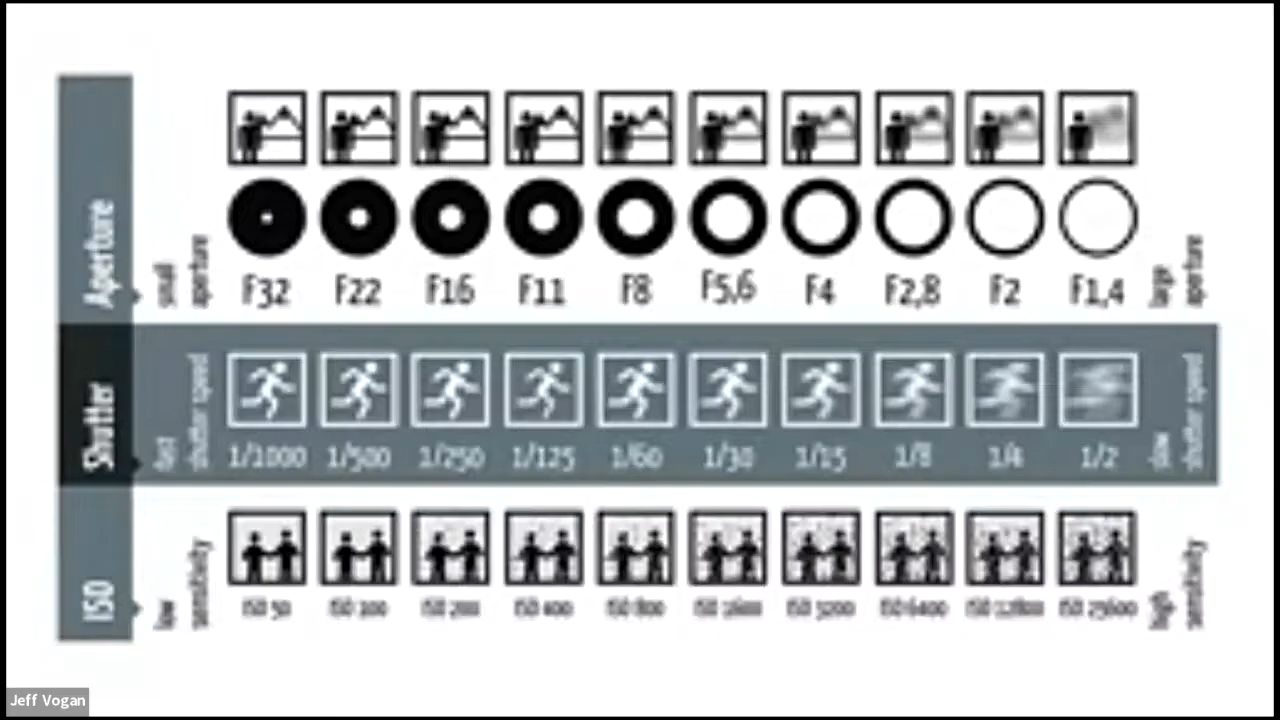 Aperture
small
aperture
F32 F22 F16 F11 F8 F5,6 F4 F2,8 F2 F1,4
large
aperture
Shutter
fast
shutter speed
1/1000 1/500 1/250 1/125 1/60 1/30 1/15 1/8 1/4 1/2
slow
shutter speed
ISO
low
sensitivity
ISO 50 ISO 100 ISO 200 ISO 400 ISO 800 ISO 1600 ISO 3200 ISO 6400 ISO 12800 ISO 25600
high
sensitivity
Jeff Vogan